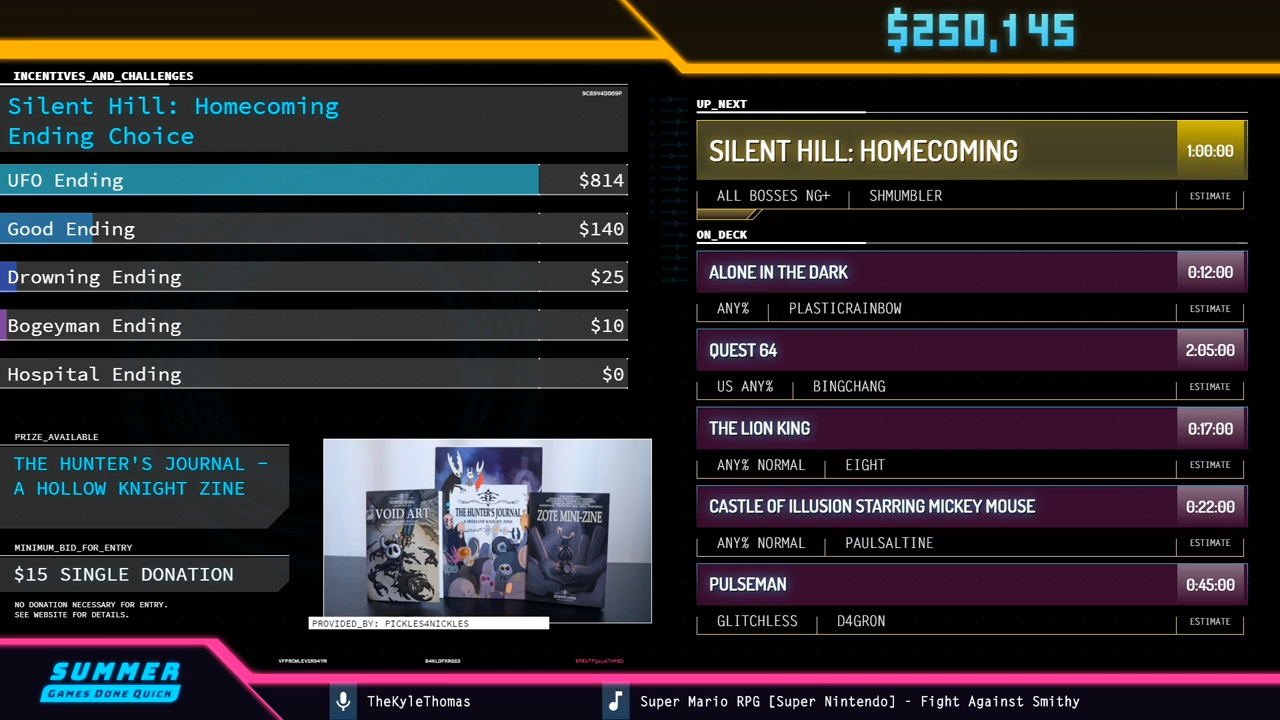 $250,145
INCENTIVES_AND_CHALLENGES
Silent Hill: Homecoming
Ending Choice
UFO Ending $814
Good Ending $140
Drowning Ending $25
Bogeyman Ending $10
Hospital Ending $0
PRIZE_AVAILABLE
THE HUNTER'S JOURNAL -
A HOLLOW KNIGHT ZINE
MINIMUM_BID_FOR_ENTRY
$15 SINGLE DONATION
NO DONATION NECESSARY FOR ENTRY.
SEE WEBSITE FOR DETAILS.
VOID ART
THE HUNTER'S JOURNAL
A HOLLOW KNIGHT ZINE
ZOTE MINI-ZINE
PROVIDED_BY: PICKLES4NICKLES
UP_NEXT
SILENT HILL: HOMECOMING 1:00:00
ALL BOSSES NG+ SHMUMBLER ESTIMATE
ON_DECK
ALONE IN THE DARK 0:12:00
ANY% PLASTICRAINBOW ESTIMATE
QUEST 64 2:05:00
US ANY% BINGCHANG ESTIMATE
THE LION KING 0:17:00
ANY% NORMAL EIGHT ESTIMATE
CASTLE OF ILLUSION STARRING MICKEY MOUSE 0:22:00
ANY% NORMAL PAULSALTINE ESTIMATE
PULSEMAN 0:45:00
GLITCHLESS D4GRON ESTIMATE
SUMMER
GAMES DONE QUICK
TheKyleThomas
Super Mario RPG [Super Nintendo] - Fight Against Smithy